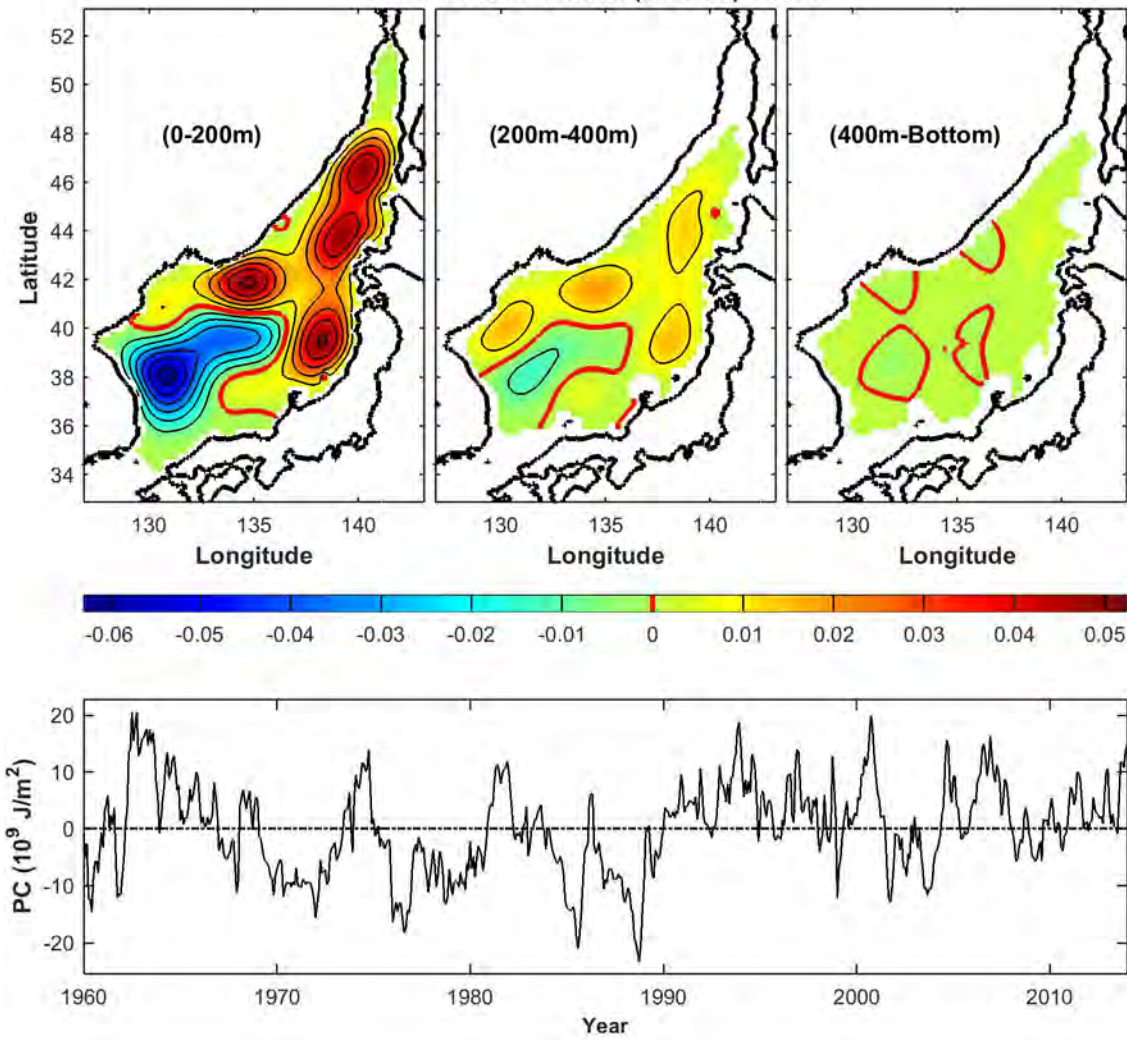 (0-200m)
(200m-400m)
(400m-Bottom)
Latitude
52
50
48
46
44
42
40
38
36
34
130 135 140
130 135 140
130 135 140
Longitude
Longitude
Longitude
-0.06 -0.05 -0.04 -0.03 -0.02 -0.01 0 0.01 0.02 0.03 0.04 0.05
PC (10⁹ J/m²)
20
10
0
-10
-20
1960 1970 1980 1990 2000 2010
Year